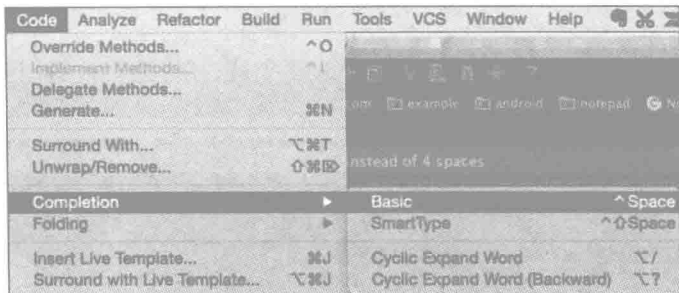 Code Analyze Refactor Build Run Tools VCS Window Help
Override Methods... ^O
Implement Methods... ^I
Delegate Methods...
Generate... ⌘N
om example android notepad
Surround With... ⌥⌘T
Unwrap/Remove... ⇧⌘⌦
nstead of 4 spaces
Completion ▶
Basic ^Space
Folding ▶
SmartType ^⇧Space
Insert Live Template... ⌘J
Cyclic Expand Word ⌥/
Surround with Live Template... ⌥⌘J
Cyclic Expand Word (Backward) ⌥?